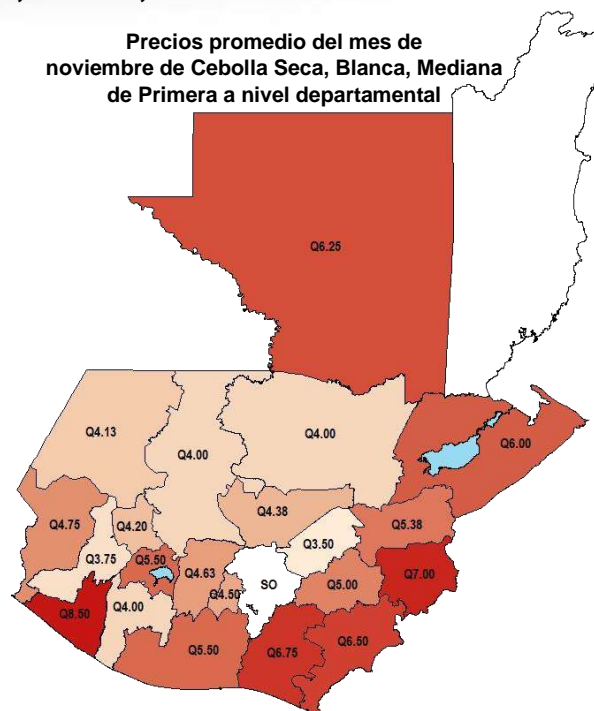 Precios promedio del mes de
noviembre de Cebolla Seca, Blanca, Mediana
de Primera a nivel departamental
Q6.25
Q4.13
Q4.00
Q4.00
Q6.00
Q4.75
Q4.20
Q4.38
Q5.38
Q3.75
Q5.50
Q4.63
Q3.50
Q7.00
Q8.50
Q4.00
Q4.50
SO
Q5.00
Q5.50
Q6.75
Q6.50